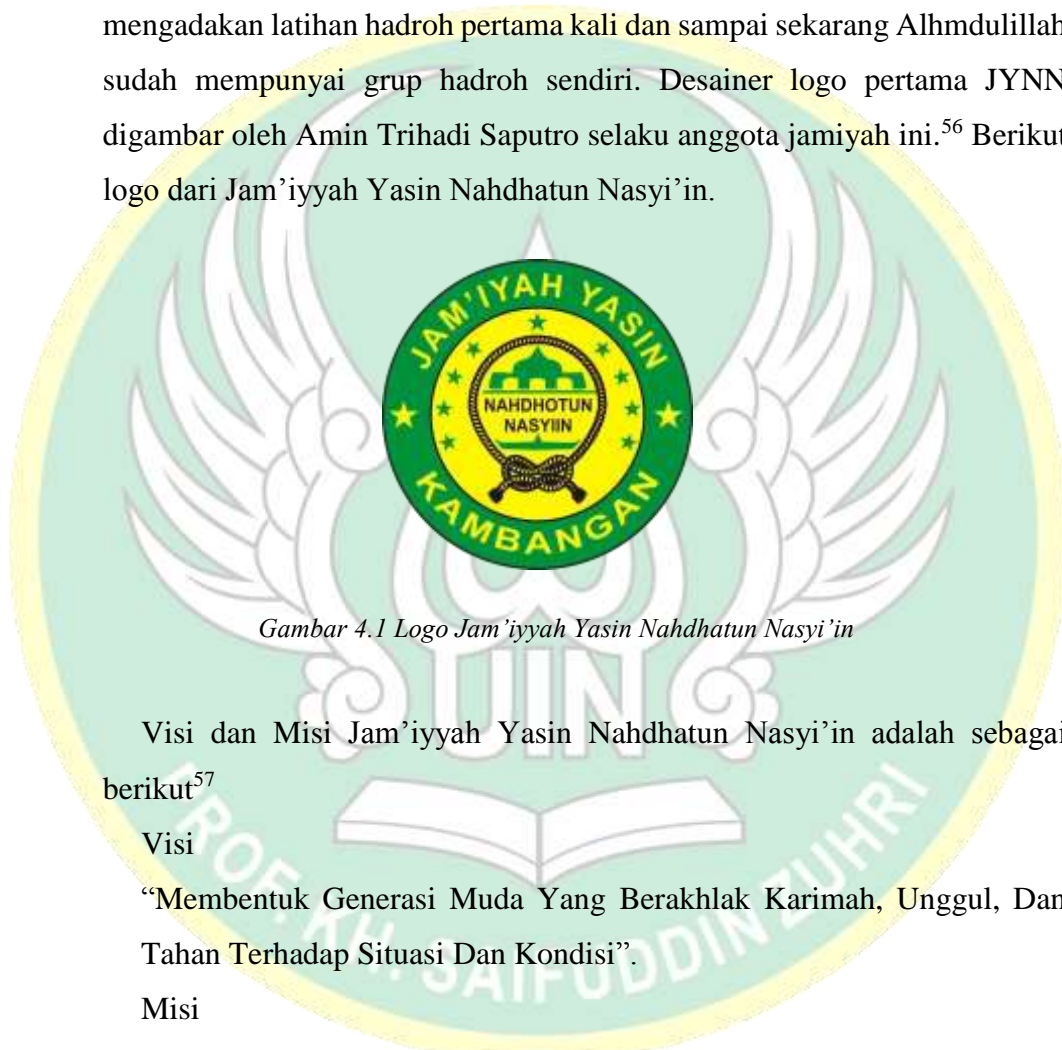 mengadakan latihan hadroh pertama kali dan sampai sekarang Alhmdulillah
sudah mempunyai grup hadroh sendiri. Desainer logo pertama JYNN
digambar oleh Amin Trihadi Saputro selaku anggota jamiyah ini.56 Berikut
logo dari Jam’iyyah Yasin Nahdhatun Nasyi’in.
JAM'IYAH YASIN
NAHDHOTUN
NASYIIN
KAMBANGAN
Gambar 4.1 Logo Jam’iyyah Yasin Nahdhatun Nasyi’in
UIN
Visi dan Misi Jam’iyyah Yasin Nahdhatun Nasyi’in adalah sebagai
berikut57
Visi
“Membentuk Generasi Muda Yang Berakhlak Karimah, Unggul, Dan
Tahan Terhadap Situasi Dan Kondisi”.
Misi
PROF. KH. SAIFUDDIN ZUHRI